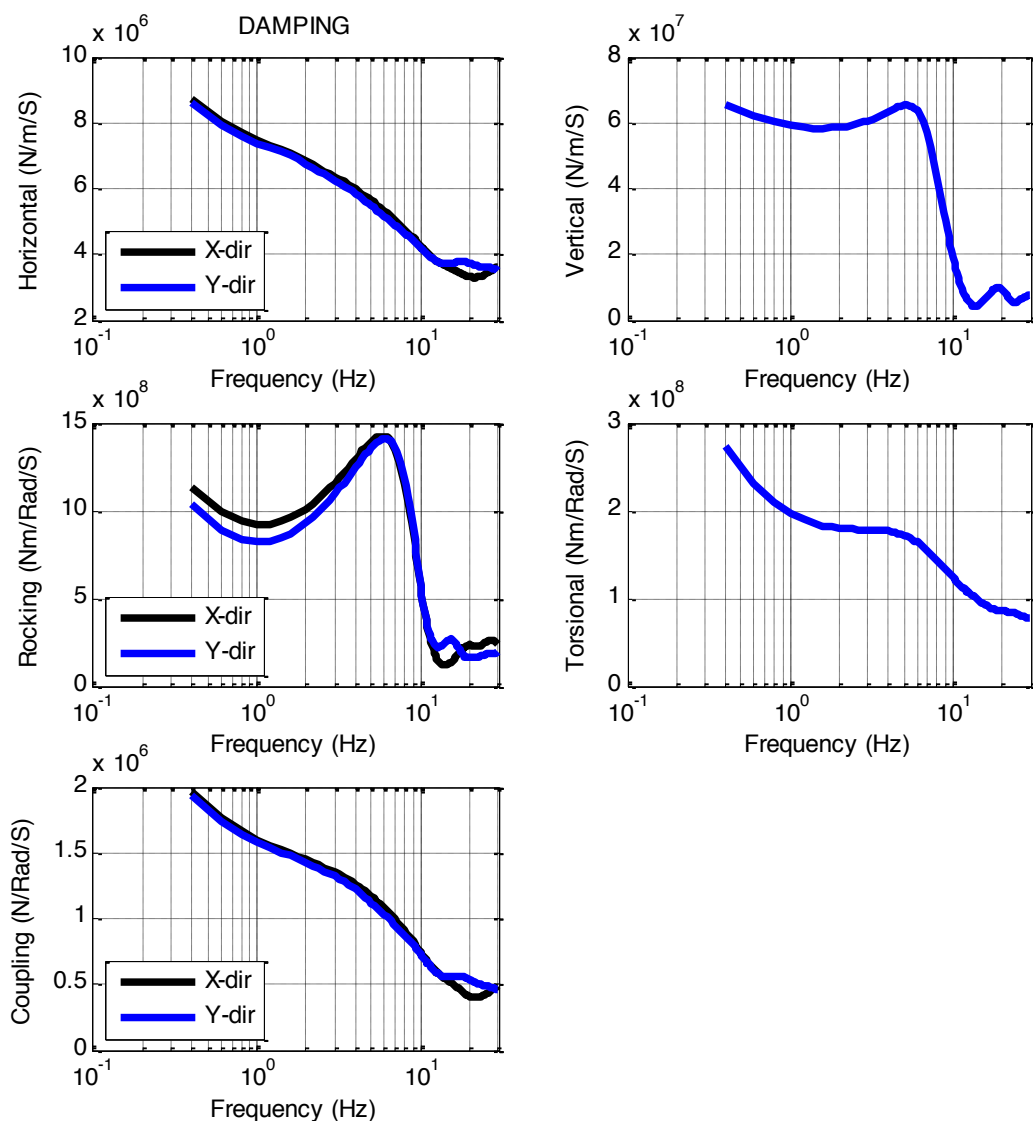 DAMPING
x 10^6
10
8
6
4
2
Horizontal (N/m/S)
X-dir
Y-dir
10^-1
10^0
10^1
Frequency (Hz)
x 10^7
8
6
4
2
0
Vertical (N/m/S)
10^-1
10^0
10^1
Frequency (Hz)
x 10^8
15
10
5
0
Rocking (Nm/Rad/S)
X-dir
Y-dir
10^-1
10^0
10^1
Frequency (Hz)
x 10^8
3
2
1
0
Torsional (Nm/Rad/S)
10^-1
10^0
10^1
Frequency (Hz)
x 10^6
2
1.5
1
0.5
0
Coupling (N/Rad/S)
X-dir
Y-dir
10^-1
10^0
10^1
Frequency (Hz)